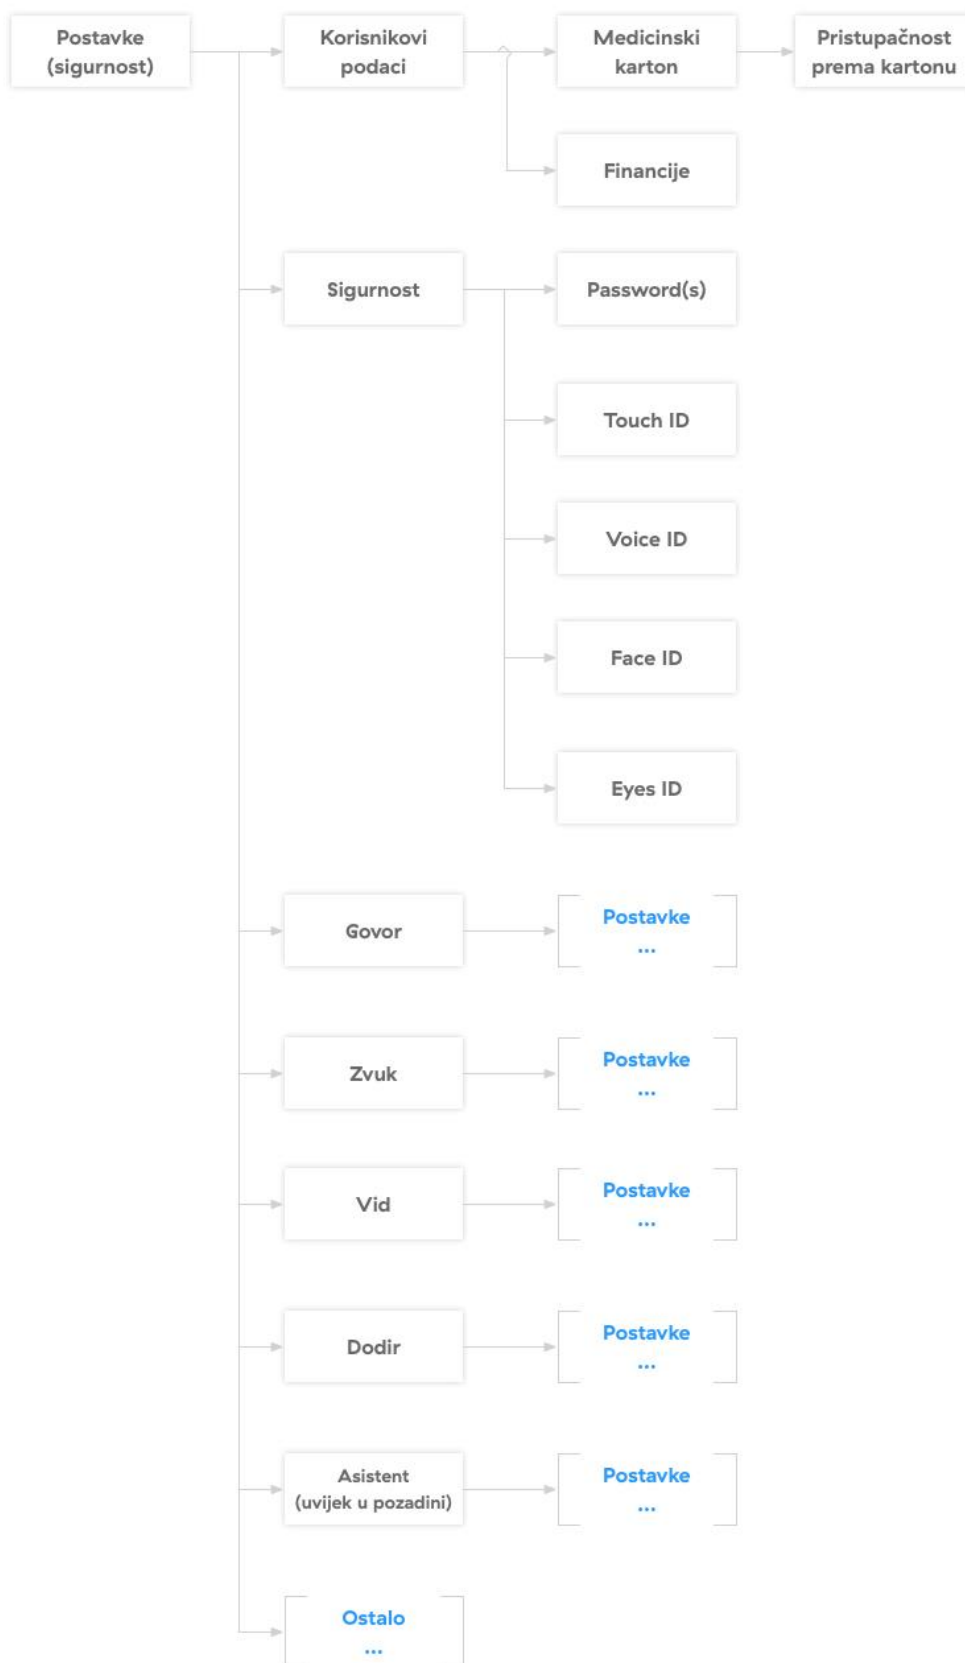 Postavke
(sigurnost)
Korisnikovi
podaci
Medicinski
karton
Pristupačnost
prema kartonu
Financije
Sigurnost
Password(s)
Touch ID
Voice ID
Face ID
Eyes ID
Govor
Postavke
...
Zvuk
Postavke
...
Vid
Postavke
...
Dodir
Postavke
...
Asistent
(uvijek u pozadini)
Postavke
...
Ostalo
...